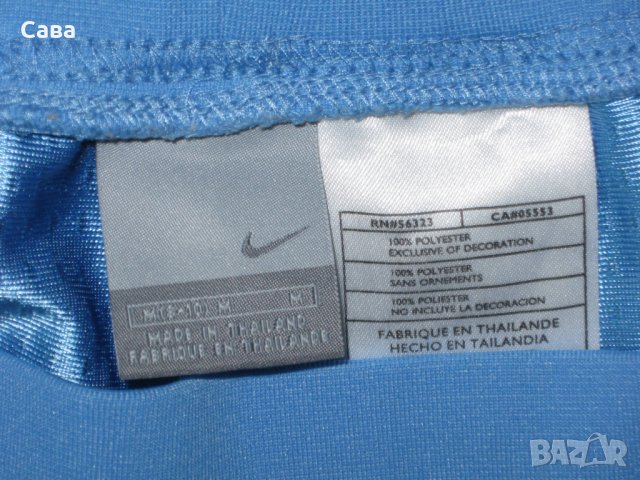 Сава
RN#56323 CA#05553
100% POLYESTER
EXCLUSIVE OF DECORATION
100% POLYESTER
SANS ORNEMENTS
100% POLIESTER
NO INCLUYE LA DECORACION
FABRIQUE EN THAILANDE
HECHO EN TAILANDIA
M (8-10) M M
MADE IN THAILAND
FABRIQUE EN THAILANDE
BAZAR